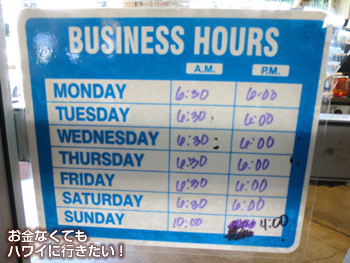 BUSINESS HOURS
A.M. P.M.
MONDAY 6:30 6:00
TUESDAY 6:30 6:00
WEDNESDAY 6:30 6:00
THURSDAY 6:30 6:00
FRIDAY 6:30 6:00
SATURDAY 6:30 6:00
SUNDAY 10:00 4:00
お金なくても
ハワイに行きたい!